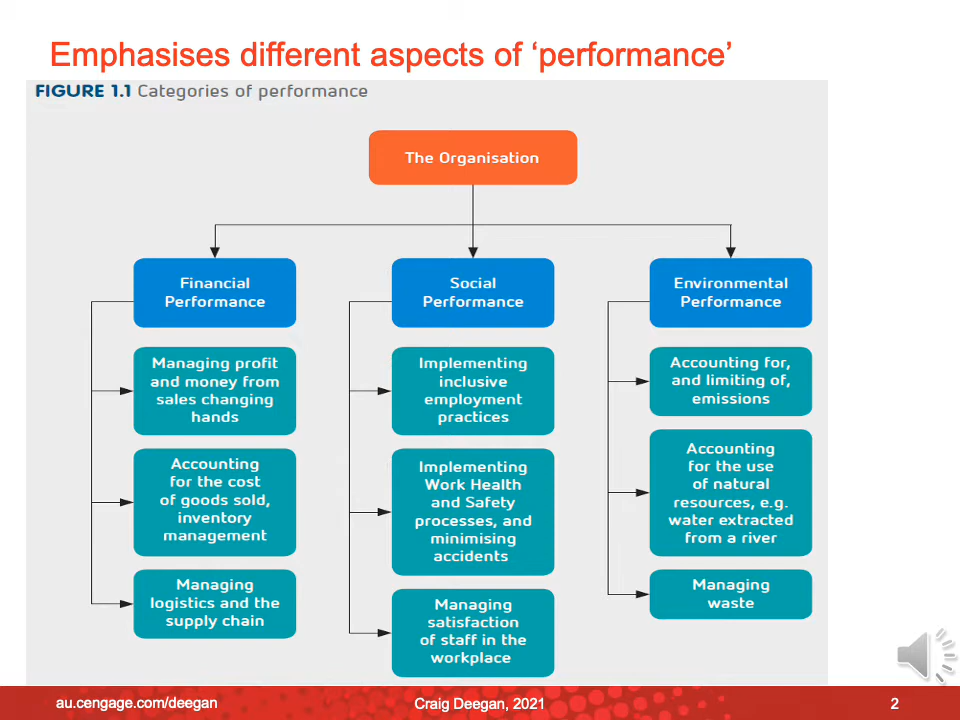 Emphasises different aspects of ‘performance’
FIGURE 1.1 Categories of performance
The Organisation
Financial
Performance
Managing profit
and money from
sales changing
hands
Accounting
for the cost
of goods sold,
inventory
management
Managing
logistics and the
supply chain
Social
Performance
Implementing
inclusive
employment
practices
Implementing
Work Health
and Safety
processes, and
minimising
accidents
Managing
satisfaction
of staff in the
workplace
Environmental
Performance
Accounting for,
and limiting of,
emissions
Accounting
for the use
of natural
resources, e.g.
water extracted
from a river
Managing
waste
au.cengage.com/deegan
Craig Deegan, 2021
2